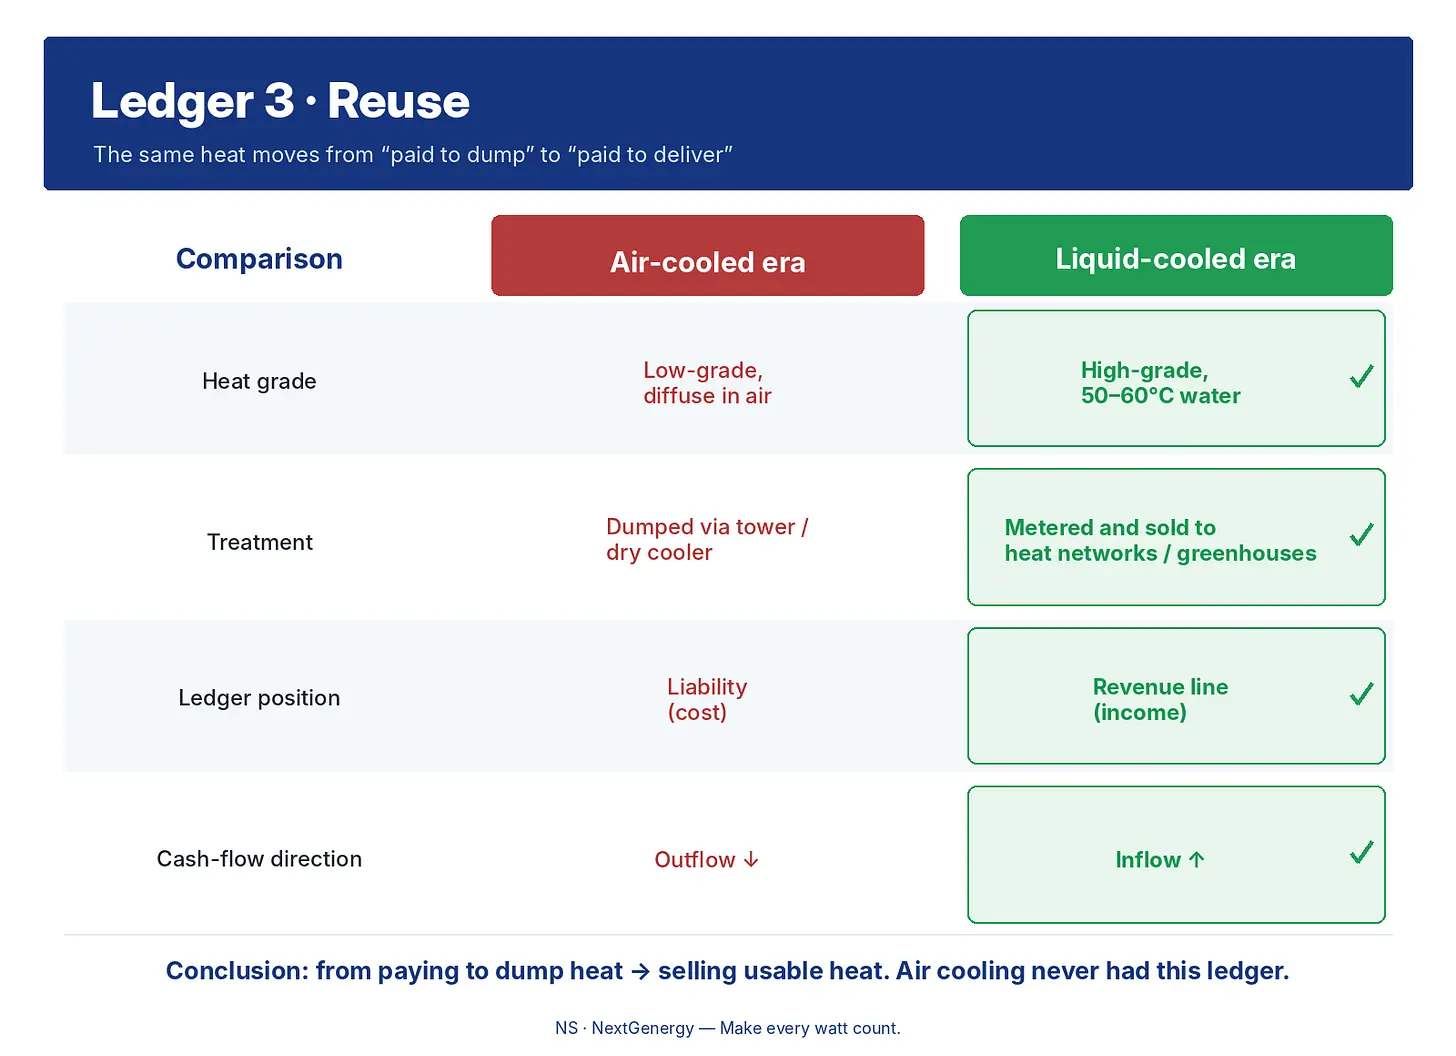 Ledger 3 · Reuse
The same heat moves from “paid to dump” to “paid to deliver”
Comparison
Air-cooled era
Liquid-cooled era
Heat grade
Low-grade,
diffuse in air
High-grade,
50–60°C water
Treatment
Dumped via tower /
dry cooler
Metered and sold to
heat networks / greenhouses
Ledger position
Liability
(cost)
Revenue line
(income)
Cash-flow direction
Outflow ↓
Inflow ↑
Conclusion: from paying to dump heat → selling usable heat. Air cooling never had this ledger.
NS · NextGenergy — Make every watt count.